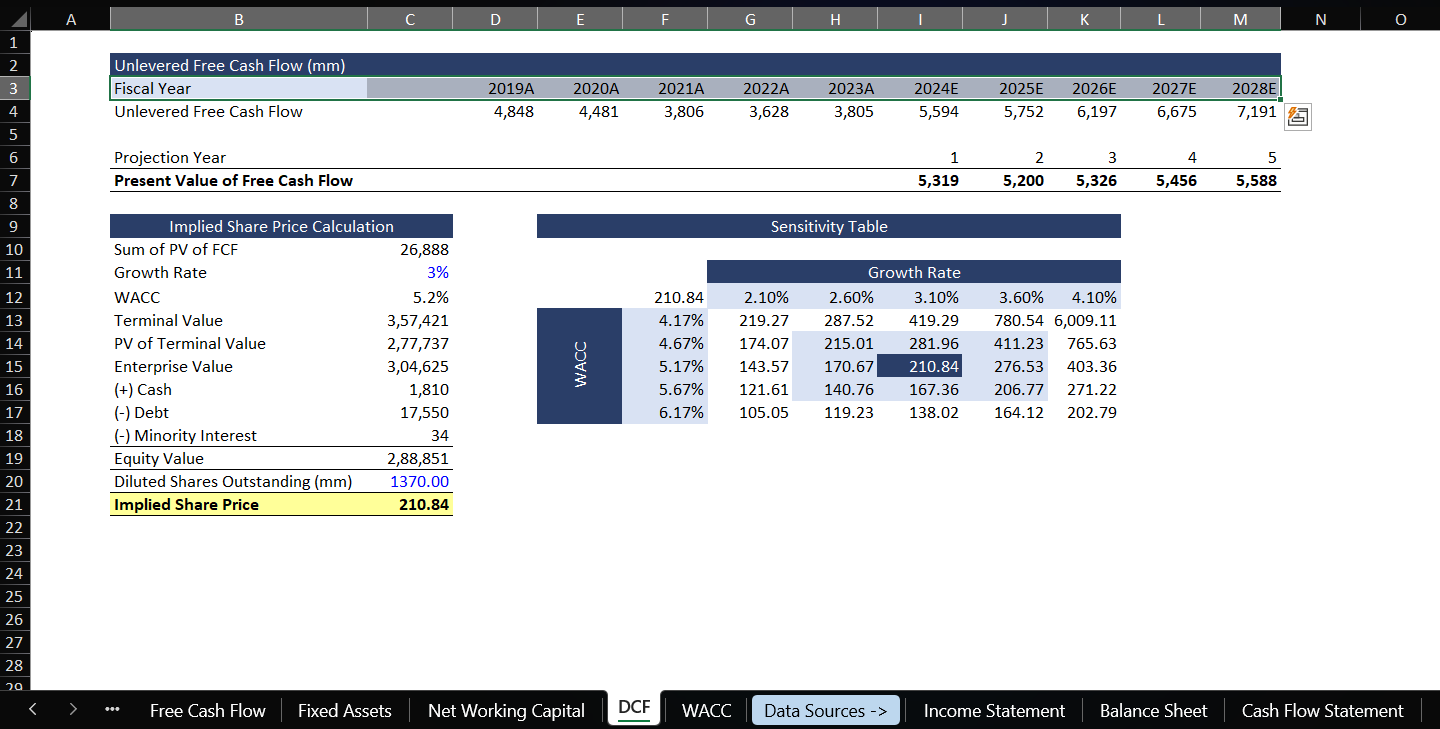 A B C D E F G H I J K L M N O
1
2 Unlevered Free Cash Flow (mm)
3 Fiscal Year 2019A 2020A 2021A 2022A 2023A 2024E 2025E 2026E 2027E 2028E
4 Unlevered Free Cash Flow 4,848 4,481 3,806 3,628 3,805 5,594 5,752 6,197 6,675 7,191
5
6 Projection Year 1 2 3 4 5
7 Present Value of Free Cash Flow 5,319 5,200 5,326 5,456 5,588
8
9 Implied Share Price Calculation Sensitivity Table
10 Sum of PV of FCF 26,888
11 Growth Rate 3% Growth Rate
12 WACC 5.2% 210.84 2.10% 2.60% 3.10% 3.60% 4.10%
13 Terminal Value 3,57,421 4.17% 219.27 287.52 419.29 780.54 6,009.11
14 PV of Terminal Value 2,77,737 4.67% 174.07 215.01 281.96 411.23 765.63
15 Enterprise Value 3,04,625 WACC 5.17% 143.57 170.67 210.84 276.53 403.36
16 (+) Cash 1,810 5.67% 121.61 140.76 167.36 206.77 271.22
17 (-) Debt 17,550 6.17% 105.05 119.23 138.02 164.12 202.79
18 (-) Minority Interest 34
19 Equity Value 2,88,851
20 Diluted Shares Outstanding (mm) 1370.00
21 Implied Share Price 210.84
22
23
24
25
26
27
28
29
••• Free Cash Flow Fixed Assets Net Working Capital DCF WACC Data Sources -> Income Statement Balance Sheet Cash Flow Statement